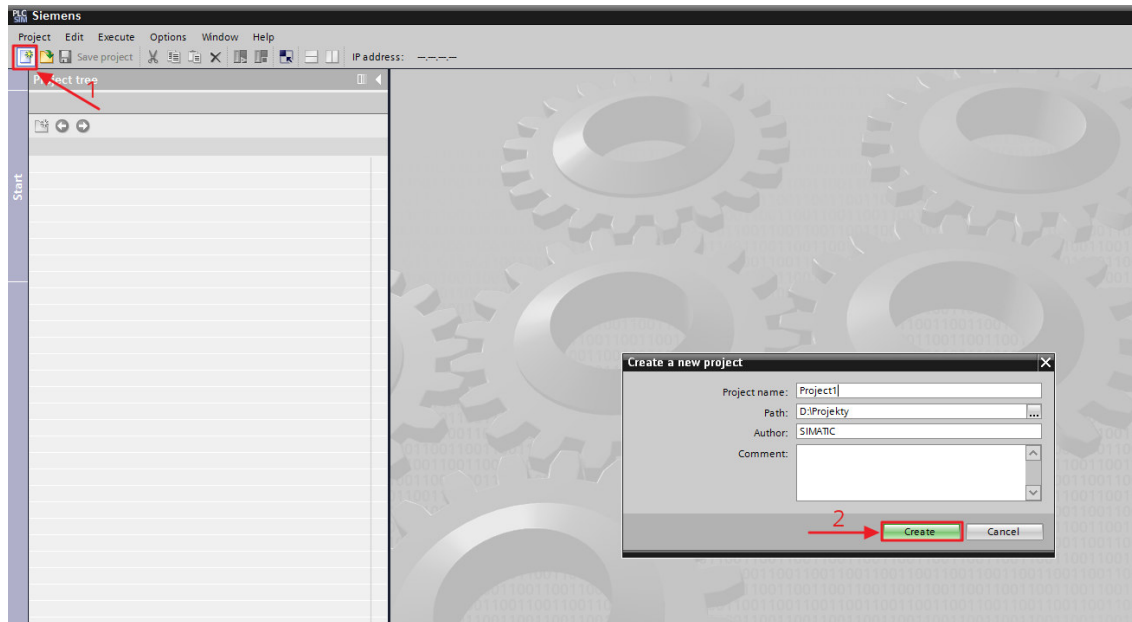 PLC SIM Siemens
Project Edit Execute Options Window Help
Save project IP address: —.—.—.—
Project tree
1
Start
Create a new project
Project name: Project1
Path: D:\Projekty ...
Author: SIMATIC
Comment:
2
Create Cancel